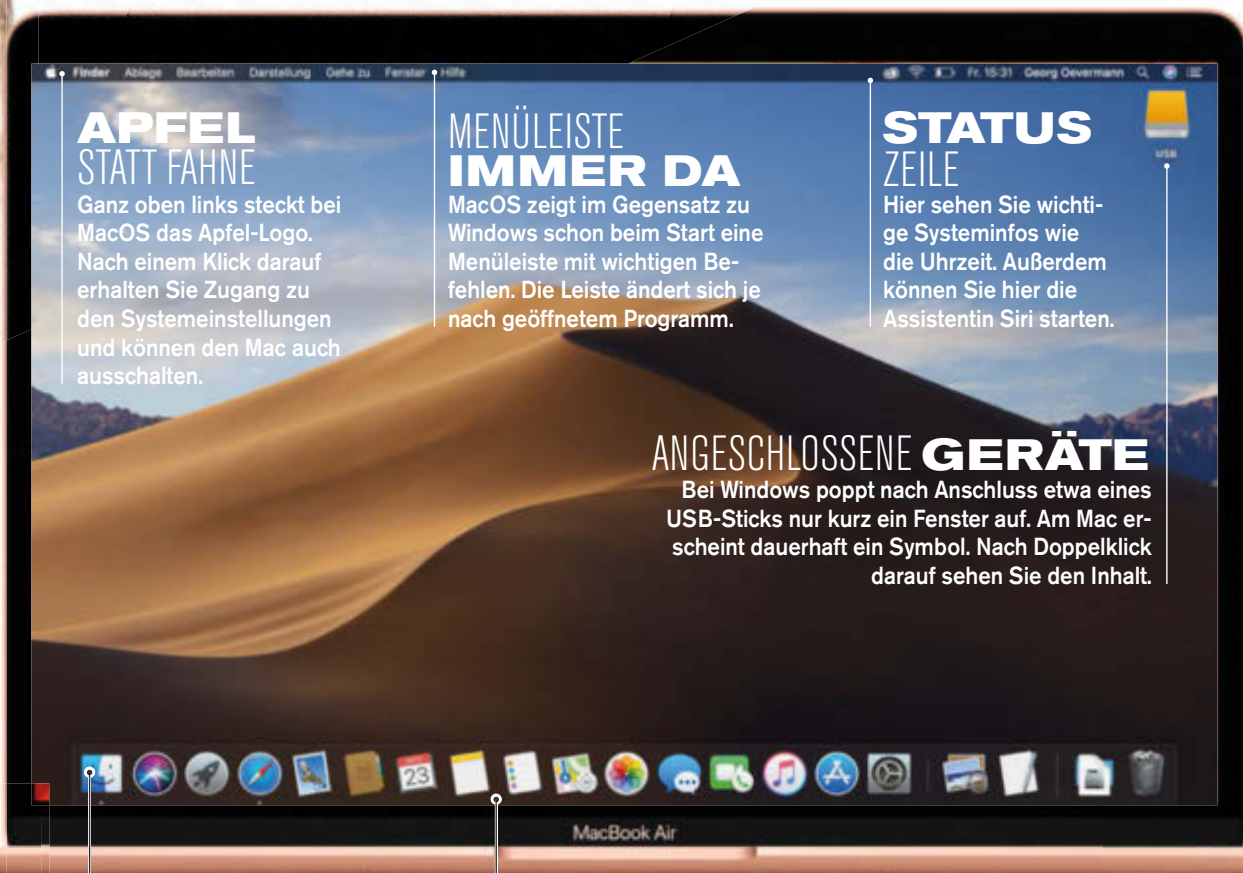 Finder Ablage Bearbeiten Darstellung Gehe zu Fenster Hilfe
Fr. 15:31 Georg Oevermann
APFEL
STATT FAHNE
Ganz oben links steckt bei
MacOS das Apfel-Logo.
Nach einem Klick darauf
erhalten Sie Zugang zu
den Systemeinstellungen
und können den Mac auch
ausschalten.
MENÜLEISTE
IMMER DA
MacOS zeigt im Gegensatz zu
Windows schon beim Start eine
Menüleiste mit wichtigen Be-
fehlen. Die Leiste ändert sich je
nach geöffnetem Programm.
STATUS
ZEILE
Hier sehen Sie wichti-
ge Systeminfos wie
die Uhrzeit. Außerdem
können Sie hier die
Assistentin Siri starten.
USB
ANGESCHLOSSENE GERÄTE
Bei Windows poppt nach Anschluss etwa eines
USB-Sticks nur kurz ein Fenster auf. Am Mac er-
scheint dauerhaft ein Symbol. Nach Doppelklick
darauf sehen Sie den Inhalt.
23
MacBook Air